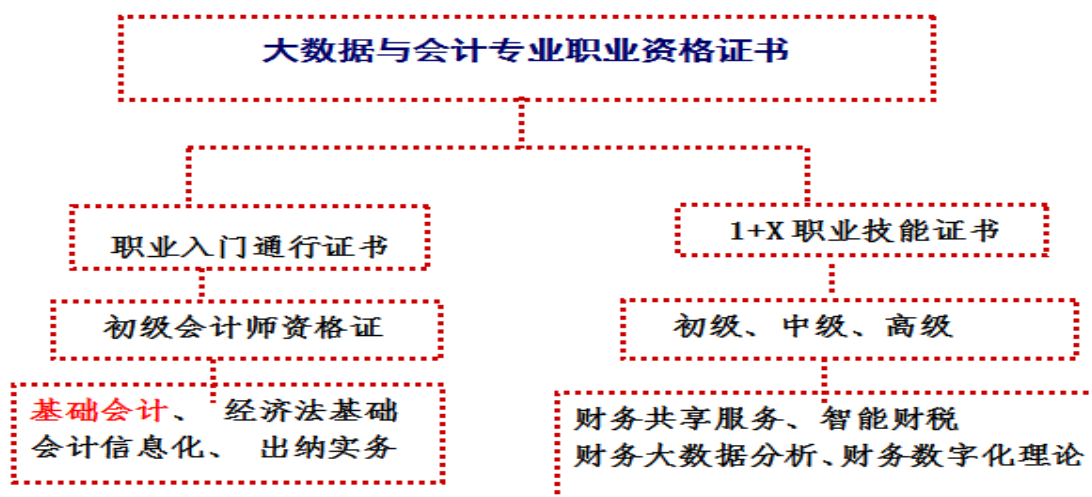 大数据与会计专业职业资格证书
职业入门通行证书
1+X 职业技能证书
初级会计师资格证
初级、中级、高级
基础会计、 经济法基础
会计信息化、 出纳实务
财务共享服务、智能财税
财务大数据分析、财务数字化理论